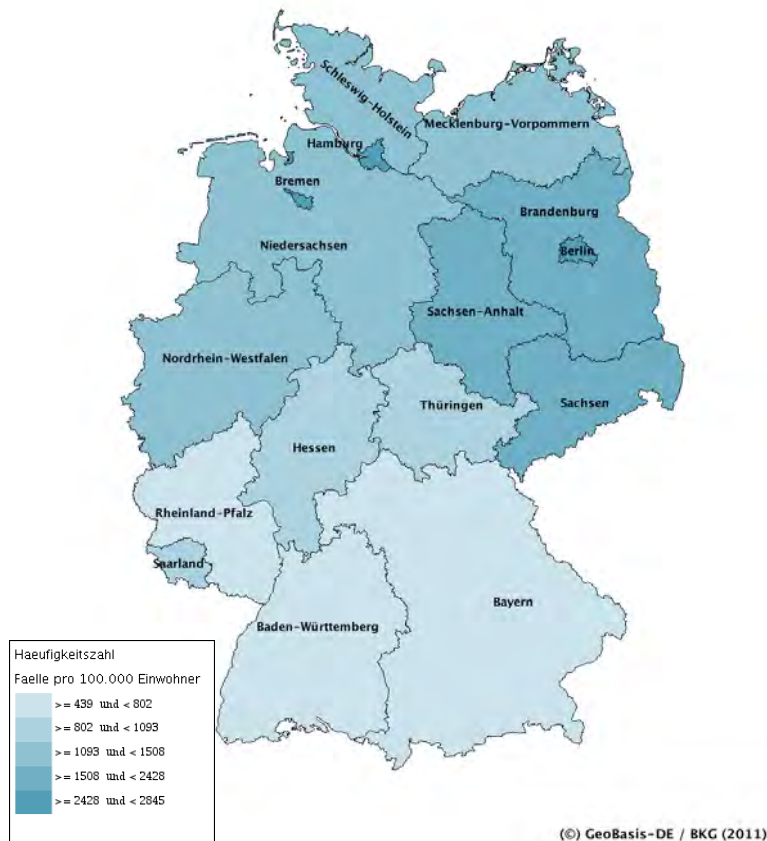 Schleswig-Holstein
Mecklenburg-Vorpommern
Hamburg
Bremen
Brandenburg
Niedersachsen
Berlin
Sachsen-Anhalt
Nordrhein-Westfalen
Thüringen
Sachsen
Hessen
Rheinland-Pfalz
Saarland
Bayern
Baden-Württemberg
Haeufigkeitszahl
Faelle pro 100.000 Einwohner
>= 439 und < 802
>= 802 und < 1093
>= 1093 und < 1508
>= 1508 und < 2428
>= 2428 und < 2845
(©) GeoBasis-DE / BKG (2011)